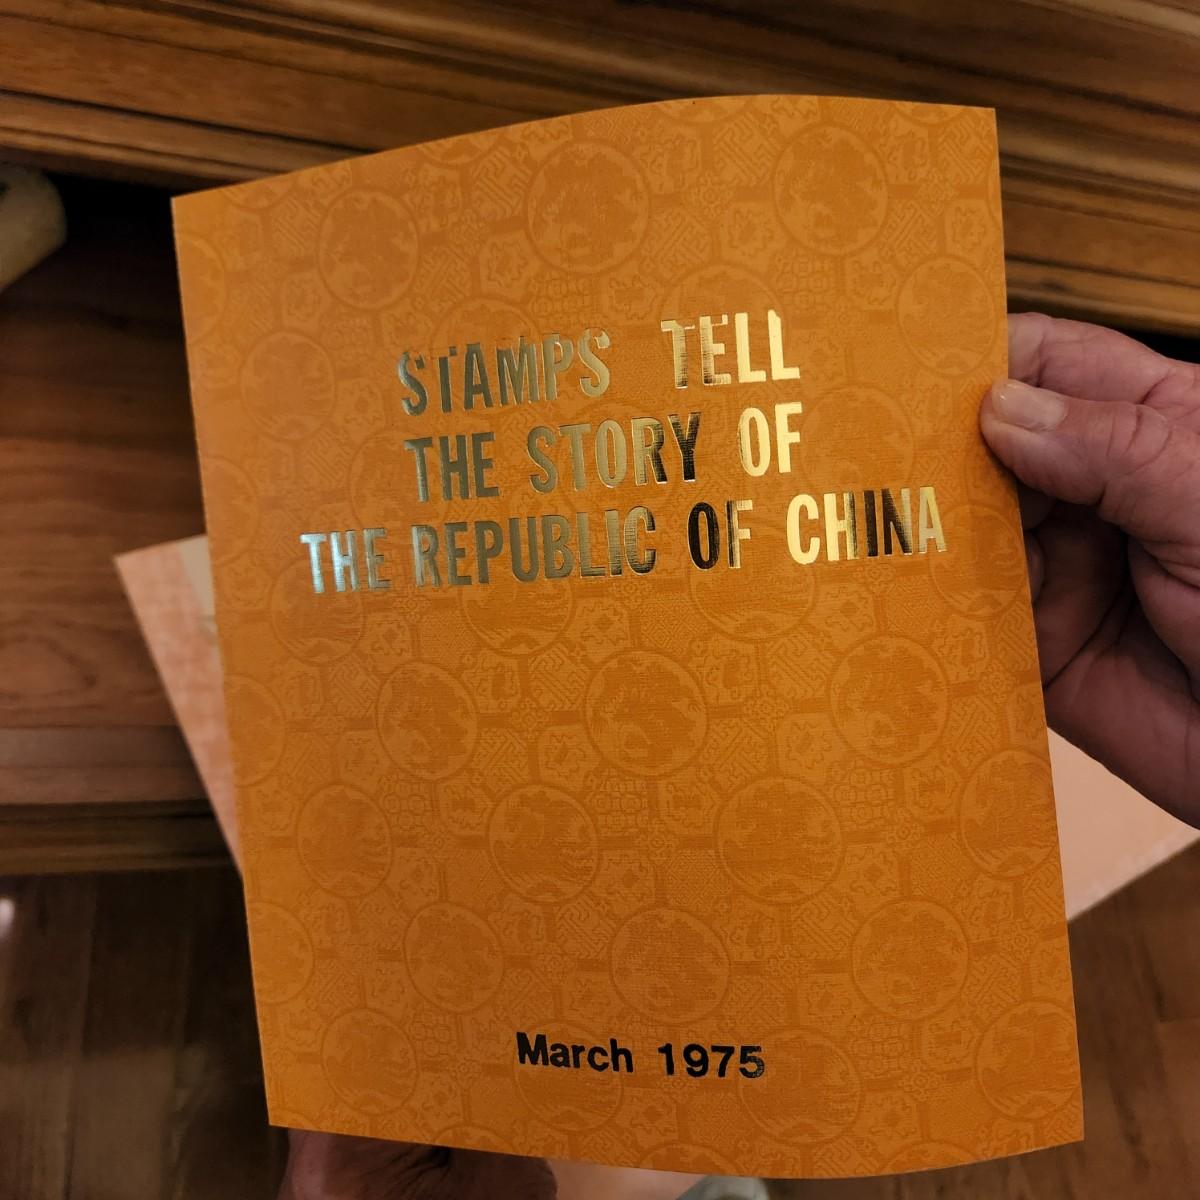 STAMPS TELL
THE STORY OF
THE REPUBLIC OF CHINA
March 1975